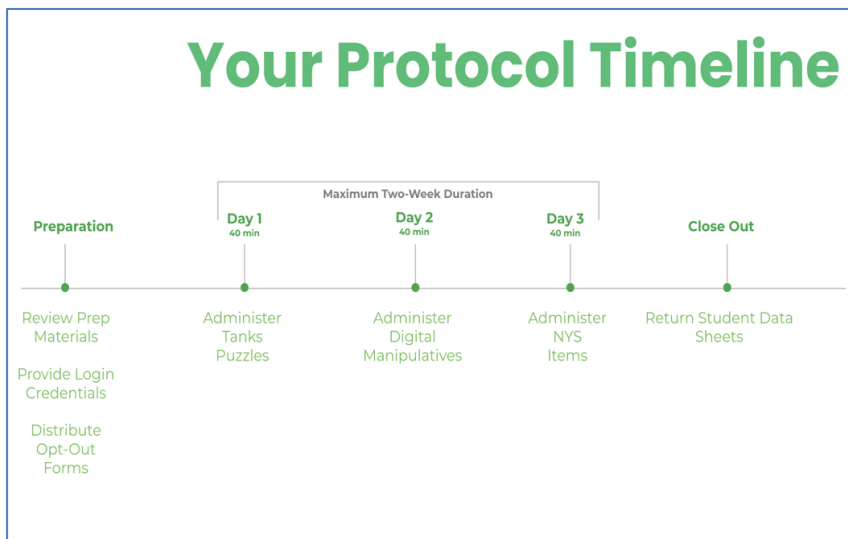 Your Protocol Timeline
Maximum Two-Week Duration
Preparation
Day 1
40 min
Day 2
40 min
Day 3
40 min
Close Out
Review Prep
Materials
Provide Login
Credentials
Distribute
Opt-Out
Forms
Administer
Tanks
Puzzles
Administer
Digital
Manipulatives
Administer
NYS
Items
Return Student Data
Sheets